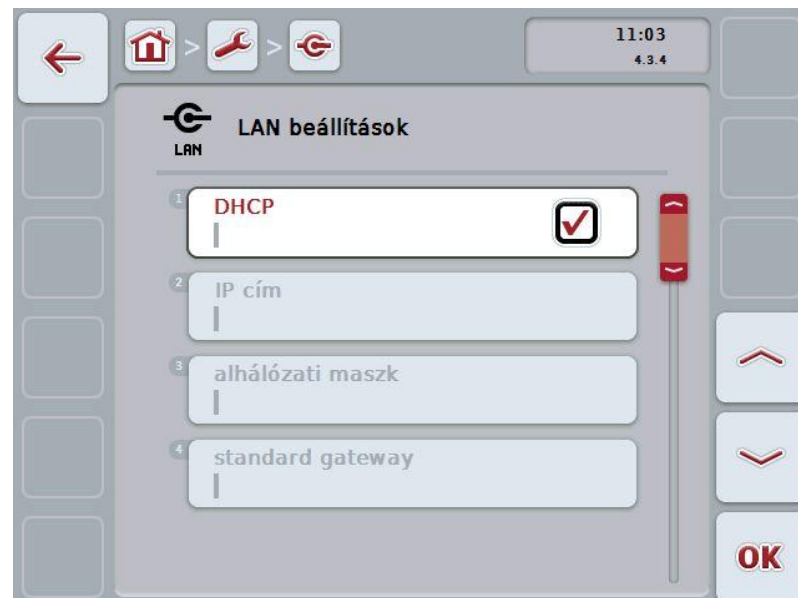 11:03
4.3.4
LAN
LAN beállítások
1
DHCP
2
IP cím
3
alhálózati maszk
4
standard gateway
OK